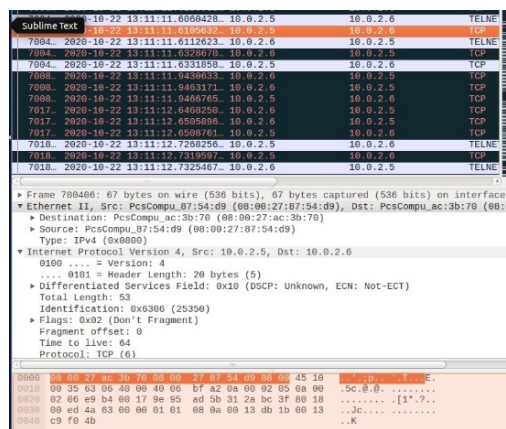 Sublime Text
7004… 2020-10-22 13:11:11.6060428… 10.0.2.5 10.0.2.6 TELNE
2020-10-22 13:11:11.6105632… 10.0.2.6 10.0.2.5 TCP
7004… 2020-10-22 13:11:11.6112623… 10.0.2.6 10.0.2.5 TELNE
7004… 2020-10-22 13:11:11.6328670… 10.0.2.5 10.0.2.6 TCP
7004… 2020-10-22 13:11:11.6331858… 10.0.2.5 10.0.2.6 TELNE
7008… 2020-10-22 13:11:11.9430633… 10.0.2.6 10.0.2.5 TCP
7008… 2020-10-22 13:11:11.9463171… 10.0.2.5 10.0.2.6 TCP
7008… 2020-10-22 13:11:11.9466765… 10.0.2.5 10.0.2.6 TCP
7017… 2020-10-22 13:11:12.6468250… 10.0.2.5 10.0.2.6 TCP
7017… 2020-10-22 13:11:12.6505896… 10.0.2.6 10.0.2.5 TCP
7017… 2020-10-22 13:11:12.6508761… 10.0.2.6 10.0.2.5 TCP
7018… 2020-10-22 13:11:12.7268256… 10.0.2.5 10.0.2.6 TELNE
7018… 2020-10-22 13:11:12.7319597… 10.0.2.6 10.0.2.5 TCP
7018… 2020-10-22 13:11:12.7325467… 10.0.2.6 10.0.2.5 TELNE
Frame 700406: 67 bytes on wire (536 bits), 67 bytes captured (536 bits) on interface
Ethernet II, Src: PcsCompu_87:54:d9 (08:00:27:87:54:d9), Dst: PcsCompu_ac:3b:70 (08:
Destination: PcsCompu_ac:3b:70 (08:00:27:ac:3b:70)
Source: PcsCompu_87:54:d9 (08:00:27:87:54:d9)
Type: IPv4 (0x0800)
Internet Protocol Version 4, Src: 10.0.2.5, Dst: 10.0.2.6
0100 .... = Version: 4
.... 0101 = Header Length: 20 bytes (5)
Differentiated Services Field: 0x10 (DSCP: Unknown, ECN: Not-ECT)
Total Length: 53
Identification: 0x6306 (25350)
Flags: 0x02 (Don't Fragment)
Fragment offset: 0
Time to live: 64
Protocol: TCP (6)
0000 08 00 27 ac 3b 70 08 00 27 87 54 d9 08 00 45 10 ..'.;p.. '.T...E.
0010 00 35 63 06 40 00 40 06 bf a2 0a 00 02 05 0a 00 .5c.@.@. ........
0020 02 06 e9 b4 00 17 9e 95 ad 5b 31 2a bc 3f 80 18 ........ .[1*.?..
0030 00 ed 4a 63 00 00 01 01 08 0a 00 13 db 1b 00 13 ..Jc.... ........
0040 c9 f0 4b ..K